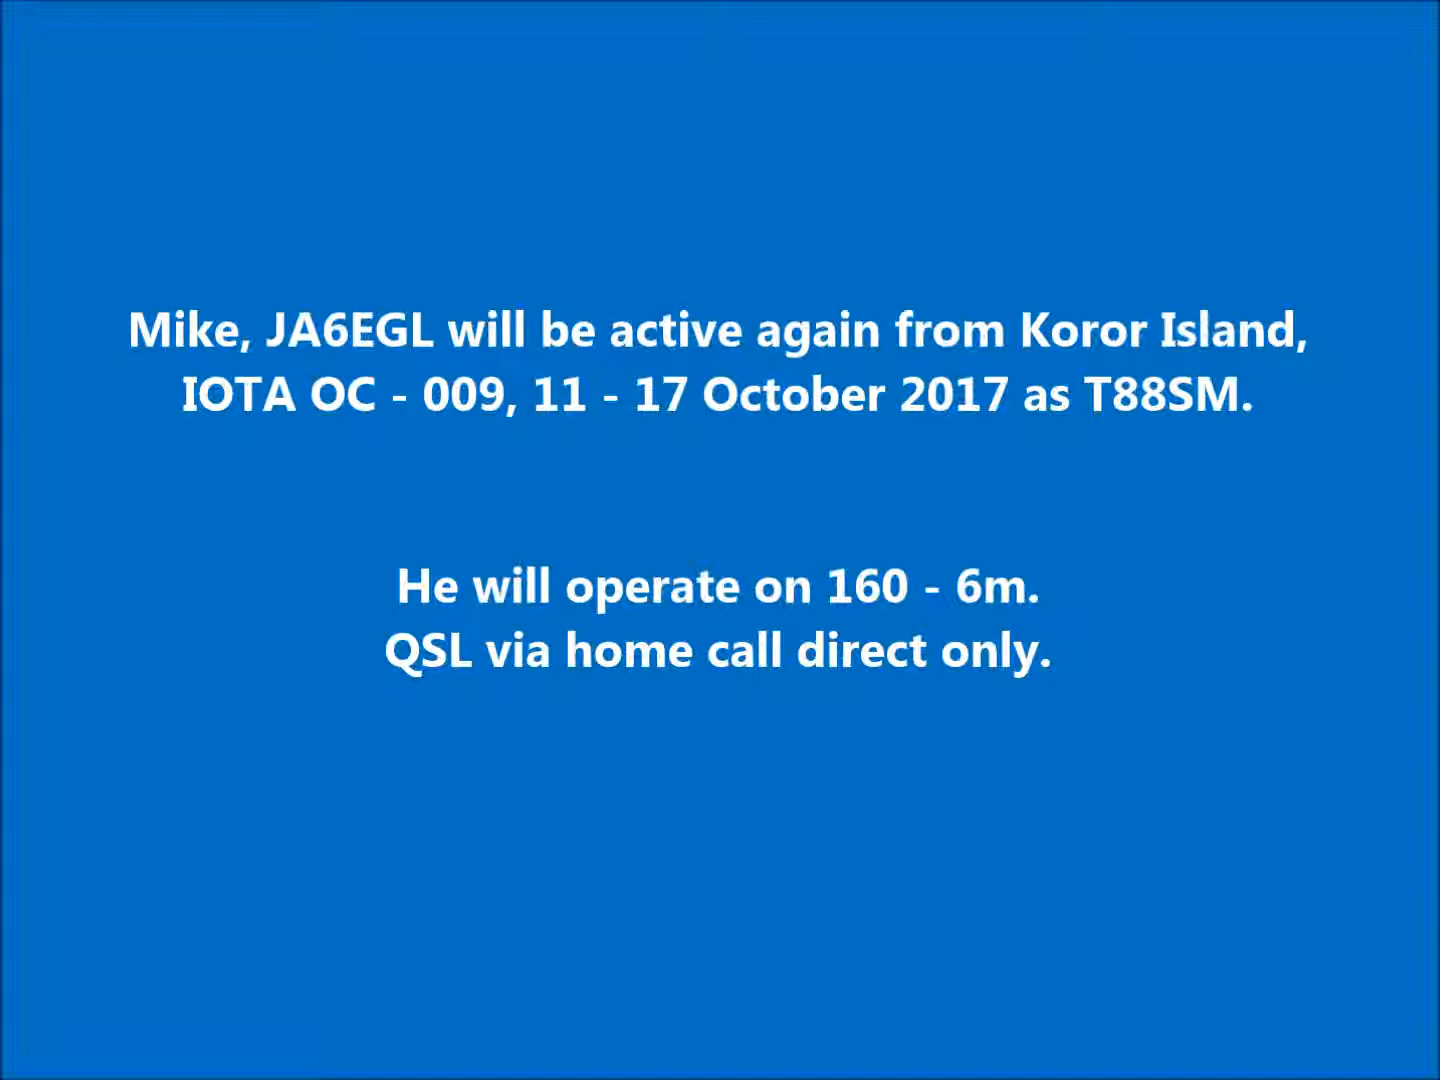 Mike, JA6EGL will be active again from Koror Island,
IOTA OC - 009, 11 - 17 October 2017 as T88SM.
He will operate on 160 - 6m.
QSL via home call direct only.